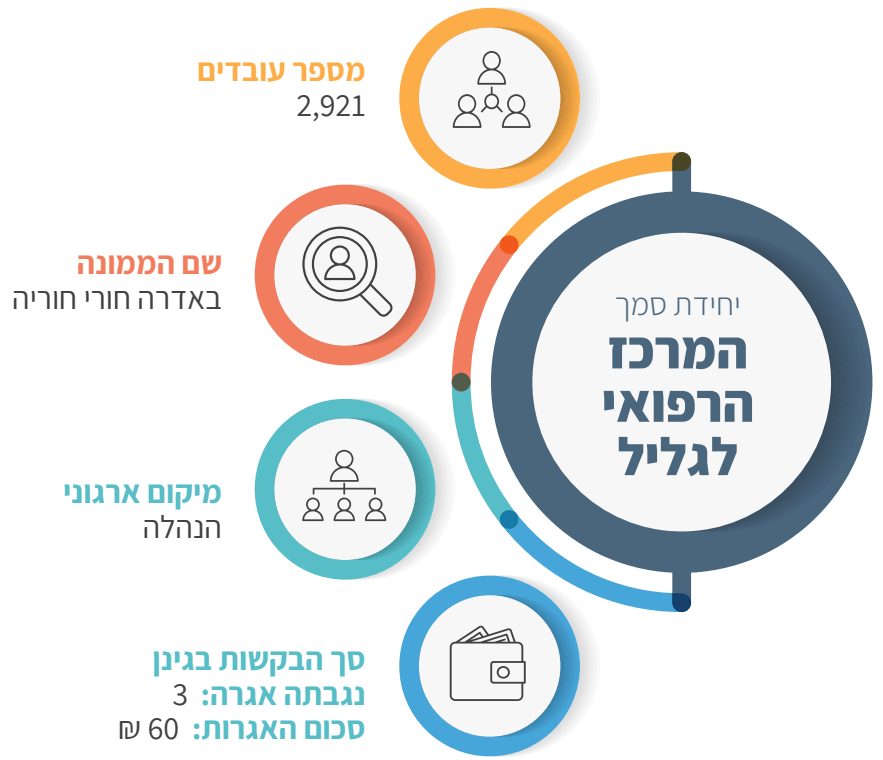 יחידת סמך
המרכז
הרפואי
לגליל
מספר עובדים
2,921
שם הממונה
באדרה חורי חוריה
מיקום ארגוני
הנהלה
סך הבקשות בגינן
נגבתה אגרה: 3
סכום האגרות: 60 ₪